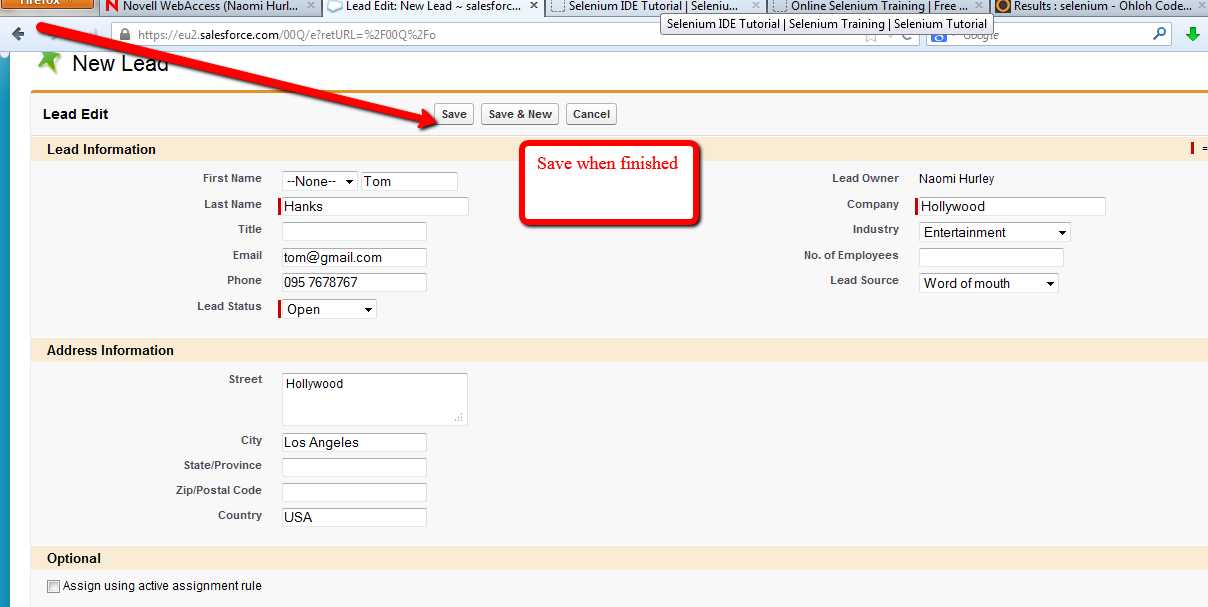 Firefox
Novell WebAccess (Naomi Hurl...
Lead Edit: New Lead ~ salesforc...
Selenium IDE Tutorial | Seleniu...
Online Selenium Training | Free ...
Results : selenium - Ohloh Code...
Selenium IDE Tutorial | Selenium Training | Selenium Tutorial
https://eu2.salesforce.com/00Q/e?retURL=%2F00Q%2Fo
Google
New Lead
Lead Edit
Save
Save & New
Cancel
Lead Information
=
Save when finished
First Name --None-- Tom
Lead Owner Naomi Hurley
Last Name Hanks
Company Hollywood
Title
Industry Entertainment
Email tom@gmail.com
No. of Employees
Phone 095 7678767
Lead Source Word of mouth
Lead Status Open
Address Information
Street Hollywood
City Los Angeles
State/Province
Zip/Postal Code
Country USA
Optional
Assign using active assignment rule